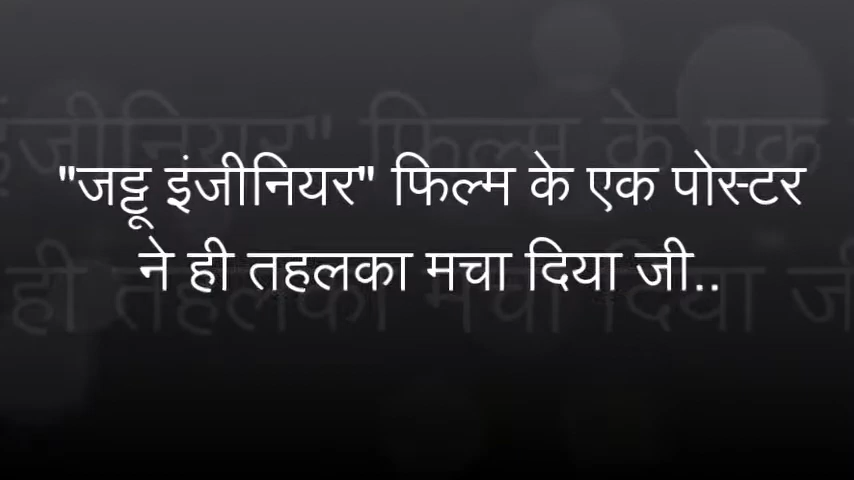 "जट्टू इंजीनियर" फिल्म के एक पोस्टर
ने ही तहलका मचा दिया जी..